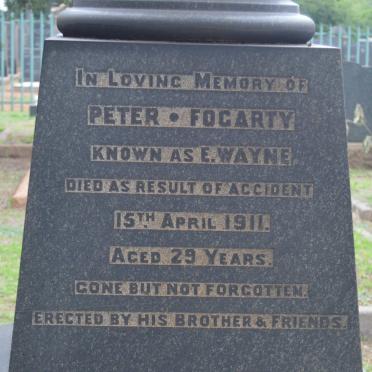 In Loving Memory of
Peter • Fogarty
known as E. Wayne,
died as result of accident
15th April 1911.
Aged 29 Years.
Gone but not forgotten.
Erected by his Brother & Friends.